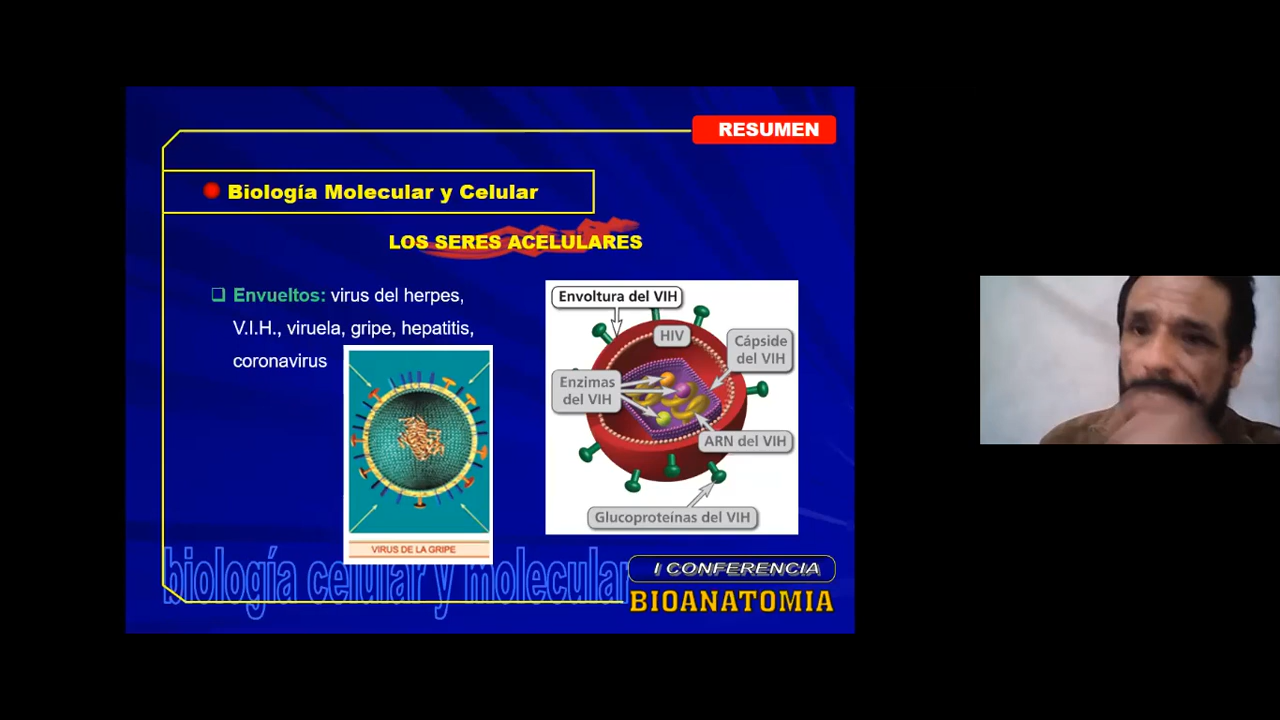 RESUMEN
Biología Molecular y Celular
LOS SERES ACELULARES
Envueltos: virus del herpes,
V.I.H., viruela, gripe, hepatitis,
coronavirus
VIRUS DE LA GRIPE
Envoltura del VIH
HIV
Cápside
del VIH
Enzimas
del VIH
ARN del VIH
Glucoproteínas del VIH
biología celular y molecular
I CONFERENCIA
BIOANATOMIA